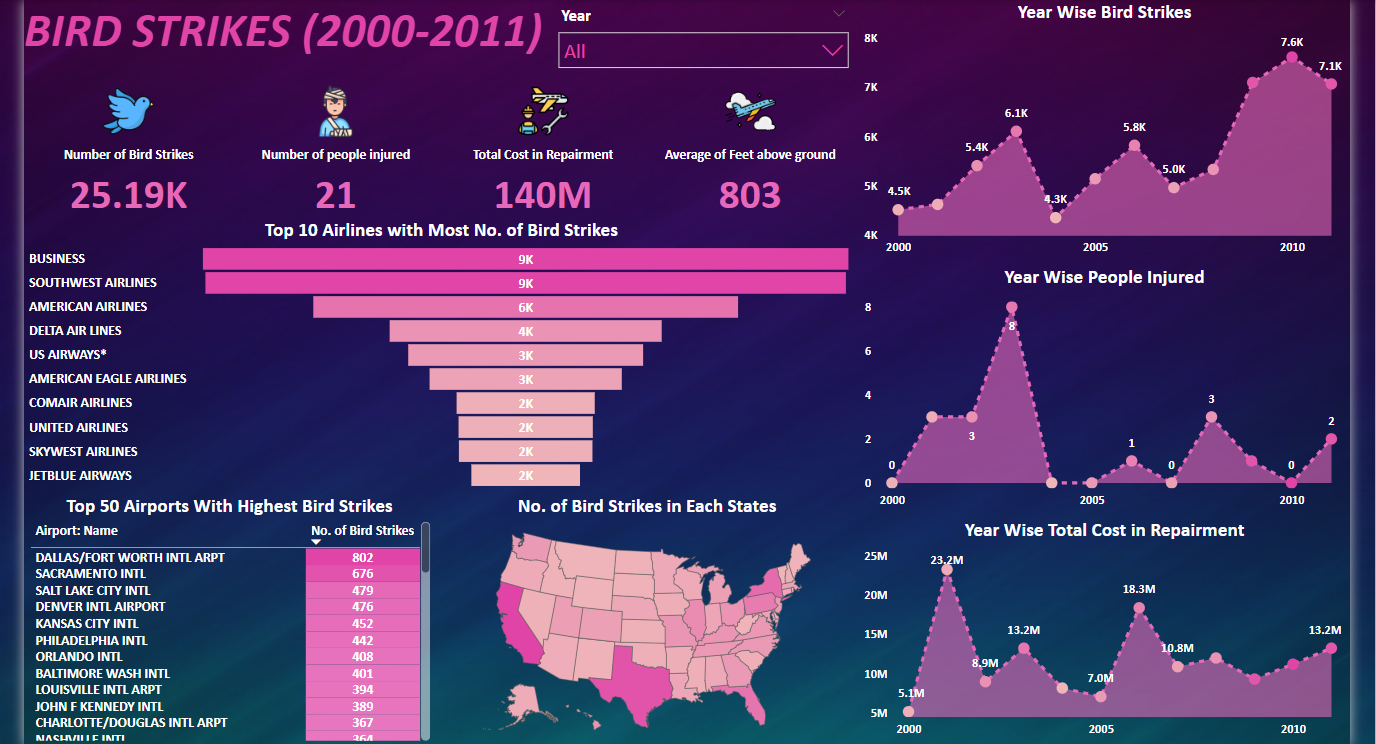 BIRD STRIKES (2000-2011)
Year
All
Number of Bird Strikes
25.19K
Number of people injured
21
Total Cost in Repairment
140M
Average of Feet above ground
803
Top 10 Airlines with Most No. of Bird Strikes
BUSINESS 9K
SOUTHWEST AIRLINES 9K
AMERICAN AIRLINES 6K
DELTA AIR LINES 4K
US AIRWAYS* 3K
AMERICAN EAGLE AIRLINES 3K
COMAIR AIRLINES 2K
UNITED AIRLINES 2K
SKYWEST AIRLINES 2K
JETBLUE AIRWAYS 2K
Top 50 Airports With Highest Bird Strikes
Airport: Name No. of Bird Strikes
DALLAS/FORT WORTH INTL ARPT 802
SACRAMENTO INTL 676
SALT LAKE CITY INTL 479
DENVER INTL AIRPORT 476
KANSAS CITY INTL 452
PHILADELPHIA INTL 442
ORLANDO INTL 408
BALTIMORE WASH INTL 401
LOUISVILLE INTL ARPT 394
JOHN F KENNEDY INTL 389
CHARLOTTE/DOUGLAS INTL ARPT 367
NASHVILLE INTL 364
No. of Bird Strikes in Each States
Year Wise Bird Strikes
8K
7K
6K
5K
4K
4.5K
5.4K
6.1K
4.3K
5.8K
5.0K
7.6K
7.1K
2000 2005 2010
Year Wise People Injured
8
6
4
2
0
0
3
8
1
0
3
0
2
2000 2005 2010
Year Wise Total Cost in Repairment
25M
20M
15M
10M
5M
5.1M
23.2M
8.9M
13.2M
7.0M
18.3M
10.8M
13.2M
2000 2005 2010